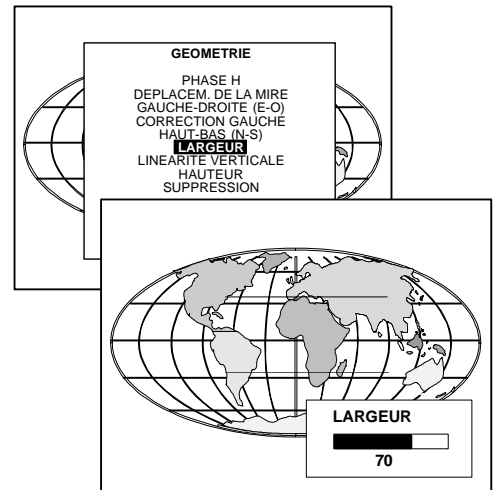 GEOMETRIE
PHASE H
DEPLACEM. DE LA MIRE
GAUCHE-DROITE (E-O)
CORRECTION GAUCHE
HAUT-BAS (N-S)
LARGEUR
LINEARITE VERTICALE
HAUTEUR
SUPPRESSION
LARGEUR
70